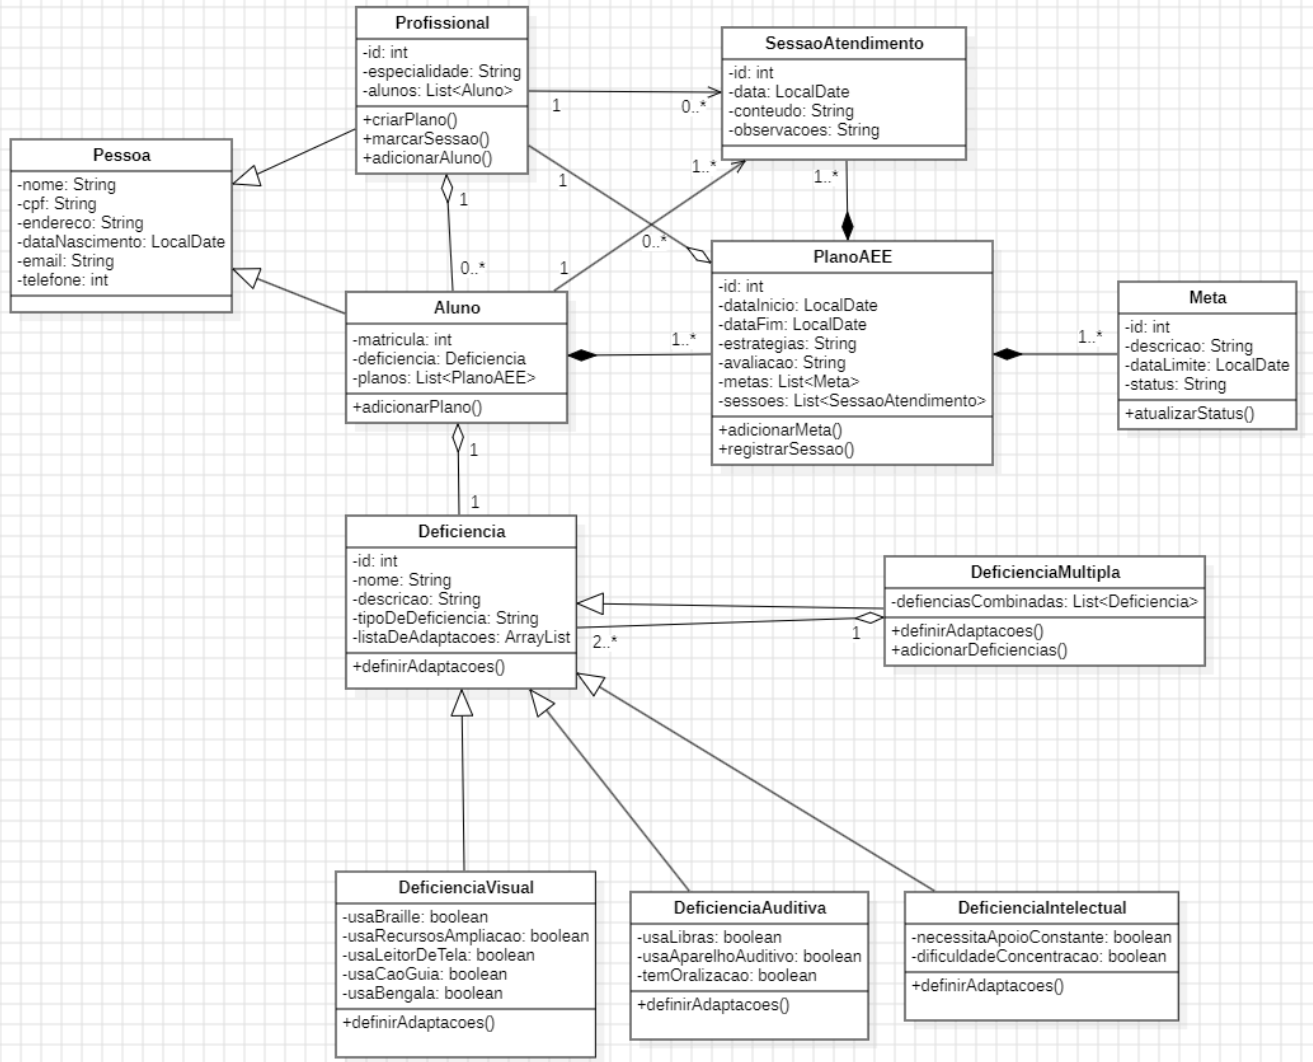 Profissional
-id: int
-especialidade: String
-alunos: List<Aluno>
+criarPlano()
+marcarSessao()
+adicionarAluno()
SessaoAtendimento
-id: int
-data: LocalDate
-conteudo: String
-observacoes: String
1
0..*
Pessoa
-nome: String
-cpf: String
-endereco: String
-dataNascimento: LocalDate
-email: String
-telefone: int
1
0..*
1
0..*
1
1..*
1..*
Aluno
-matricula: int
-deficiencia: Deficiencia
-planos: List<PlanoAEE>
+adicionarPlano()
1..*
PlanoAEE
-id: int
-dataInicio: LocalDate
-dataFim: LocalDate
-estrategias: String
-avaliacao: String
-metas: List<Meta>
-sessoes: List<SessaoAtendimento>
+adicionarMeta()
+registrarSessao()
1..*
Meta
-id: int
-descricao: String
-dataLimite: LocalDate
-status: String
+atualizarStatus()
1
1
Deficiencia
-id: int
-nome: String
-descricao: String
-tipoDeDeficiencia: String
-listaDeAdaptacoes: ArrayList
+definirAdaptacoes()
2..*
1
DeficienciaMultipla
-defienciasCombinadas: List<Deficiencia>
+definirAdaptacoes()
+adicionarDeficiencias()
DeficienciaVisual
-usaBraille: boolean
-usaRecursosAmpliacao: boolean
-usaLeitorDeTela: boolean
-usaCaoGuia: boolean
-usaBengala: boolean
+definirAdaptacoes()
DeficienciaAuditiva
-usaLibras: boolean
-usaAparelhoAuditivo: boolean
-temOralizacao: boolean
+definirAdaptacoes()
DeficienciaIntelectual
-necessitaApoioConstante: boolean
-dificuldadeConcentracao: boolean
+definirAdaptacoes()